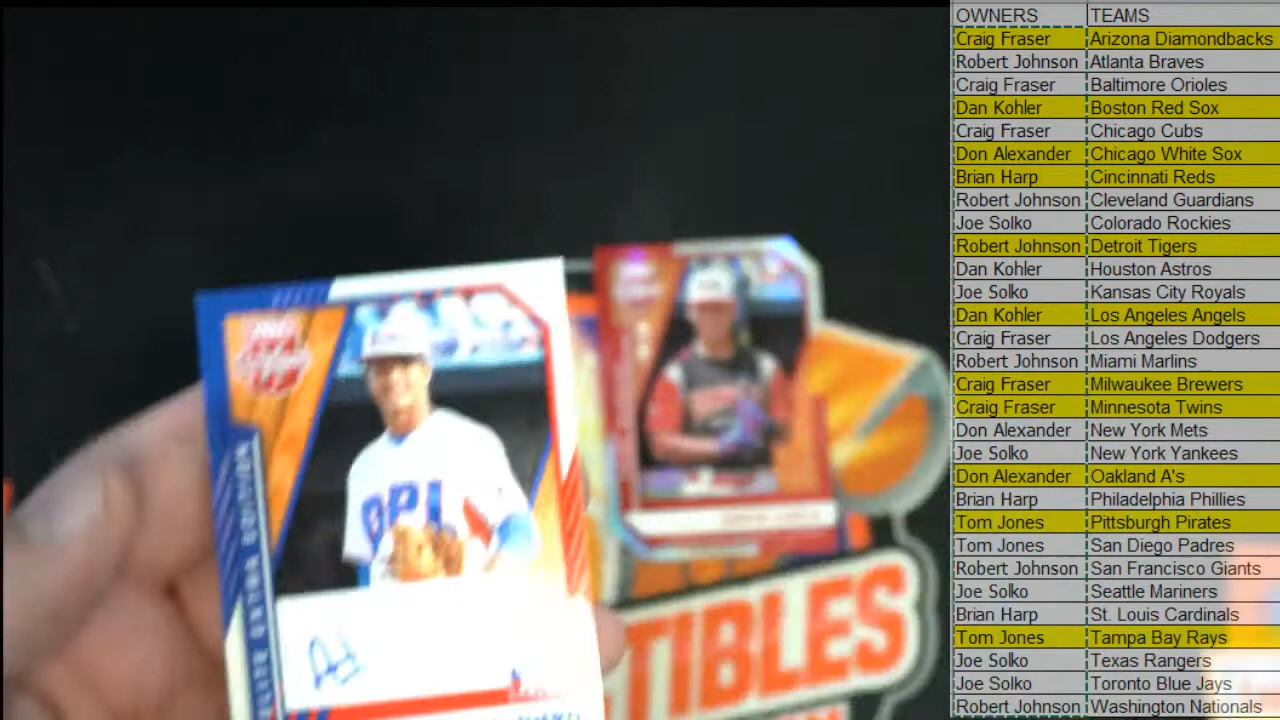 OWNERS TEAMS
Craig Fraser Arizona Diamondbacks
Robert Johnson Atlanta Braves
Craig Fraser Baltimore Orioles
Dan Kohler Boston Red Sox
Craig Fraser Chicago Cubs
Don Alexander Chicago White Sox
Brian Harp Cincinnati Reds
Robert Johnson Cleveland Guardians
Joe Solko Colorado Rockies
Robert Johnson Detroit Tigers
Dan Kohler Houston Astros
Joe Solko Kansas City Royals
Dan Kohler Los Angeles Angels
Craig Fraser Los Angeles Dodgers
Robert Johnson Miami Marlins
Craig Fraser Milwaukee Brewers
Craig Fraser Minnesota Twins
Don Alexander New York Mets
Joe Solko New York Yankees
Don Alexander Oakland A's
Brian Harp Philadelphia Phillies
Tom Jones Pittsburgh Pirates
Tom Jones San Diego Padres
Robert Johnson San Francisco Giants
Joe Solko Seattle Mariners
Brian Harp St. Louis Cardinals
Tom Jones Tampa Bay Rays
Joe Solko Texas Rangers
Joe Solko Toronto Blue Jays
Robert Johnson Washington Nationals
TIBLES